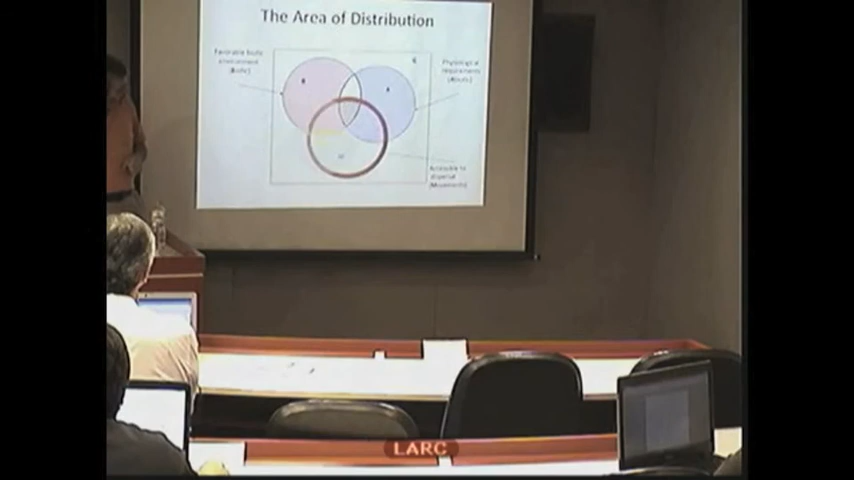 The Area of Distribution
Favorable biotic
environment
(Biotic)
G
Physiological
requirements
(Abiotic)
B
A
M
Accessible to
dispersal
(Movements)
LARC